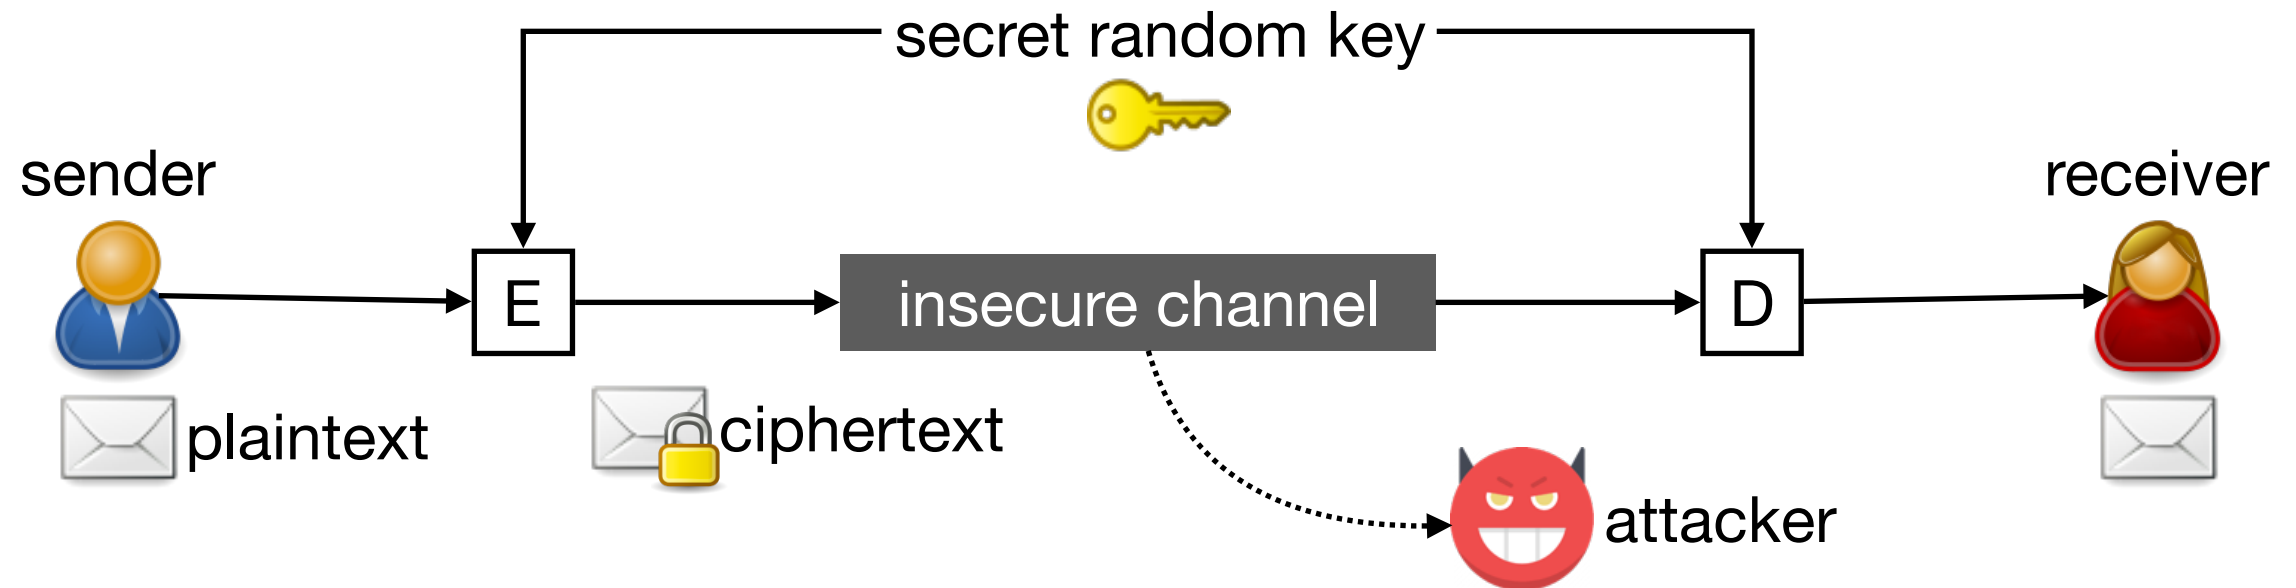 secret random key
sender
receiver
E
insecure channel
D
plaintext
ciphertext
attacker